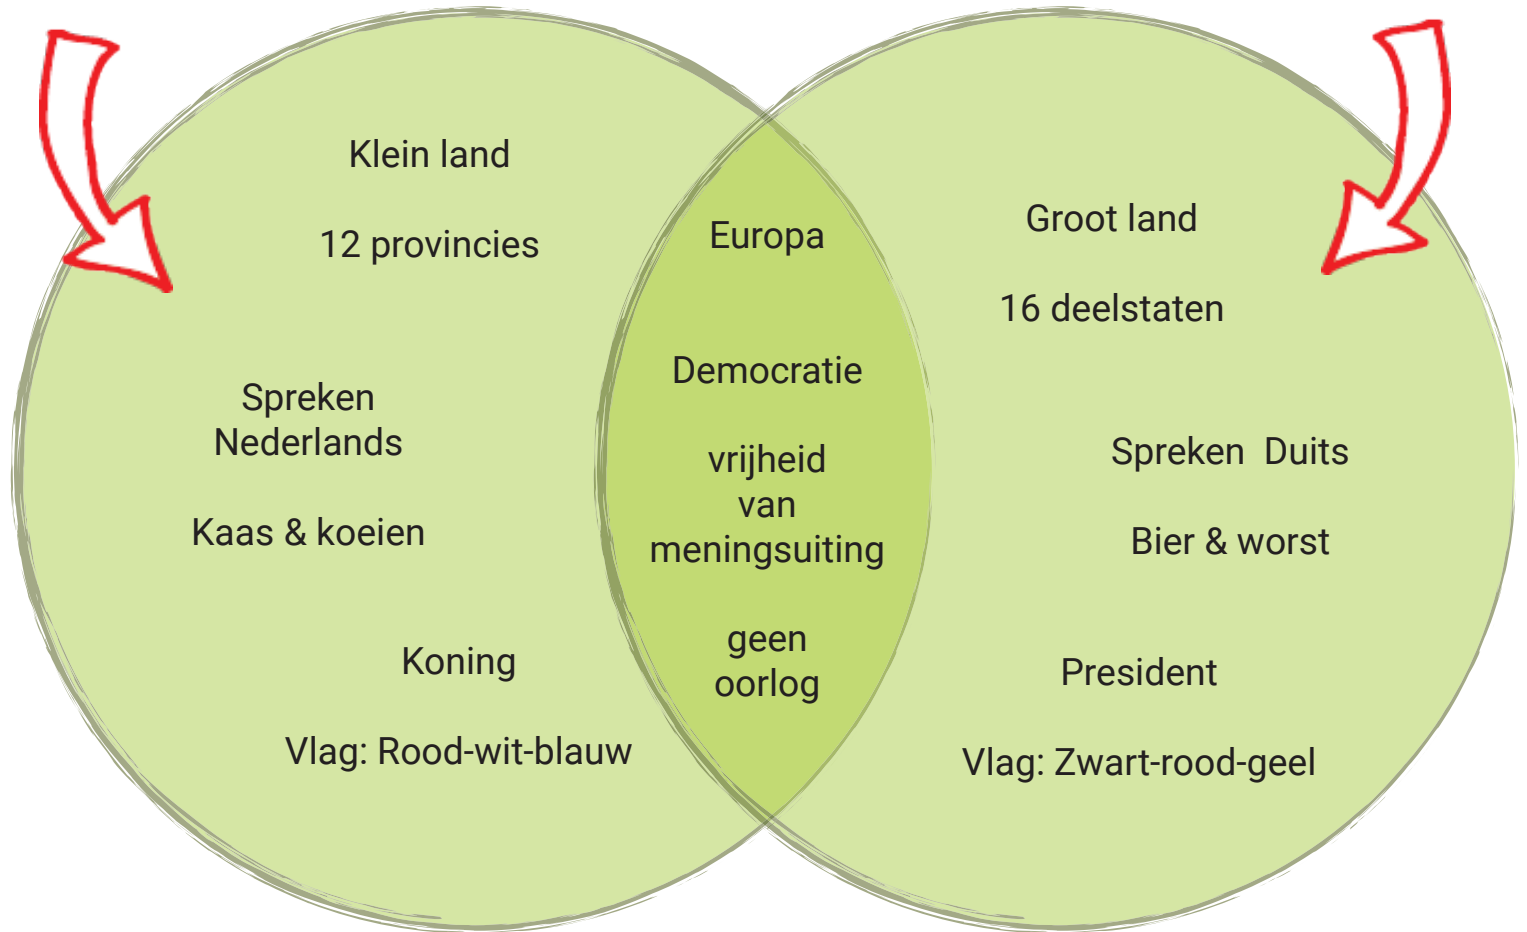 Klein land
12 provincies
Spreken
Nederlands
Kaas & koeien
Koning
Vlag: Rood-wit-blauw
Europa
Democratie
vrijheid
van
meningsuiting
geen
oorlog
Groot land
16 deelstaten
Spreken  Duits
Bier & worst
President
Vlag: Zwart-rood-geel